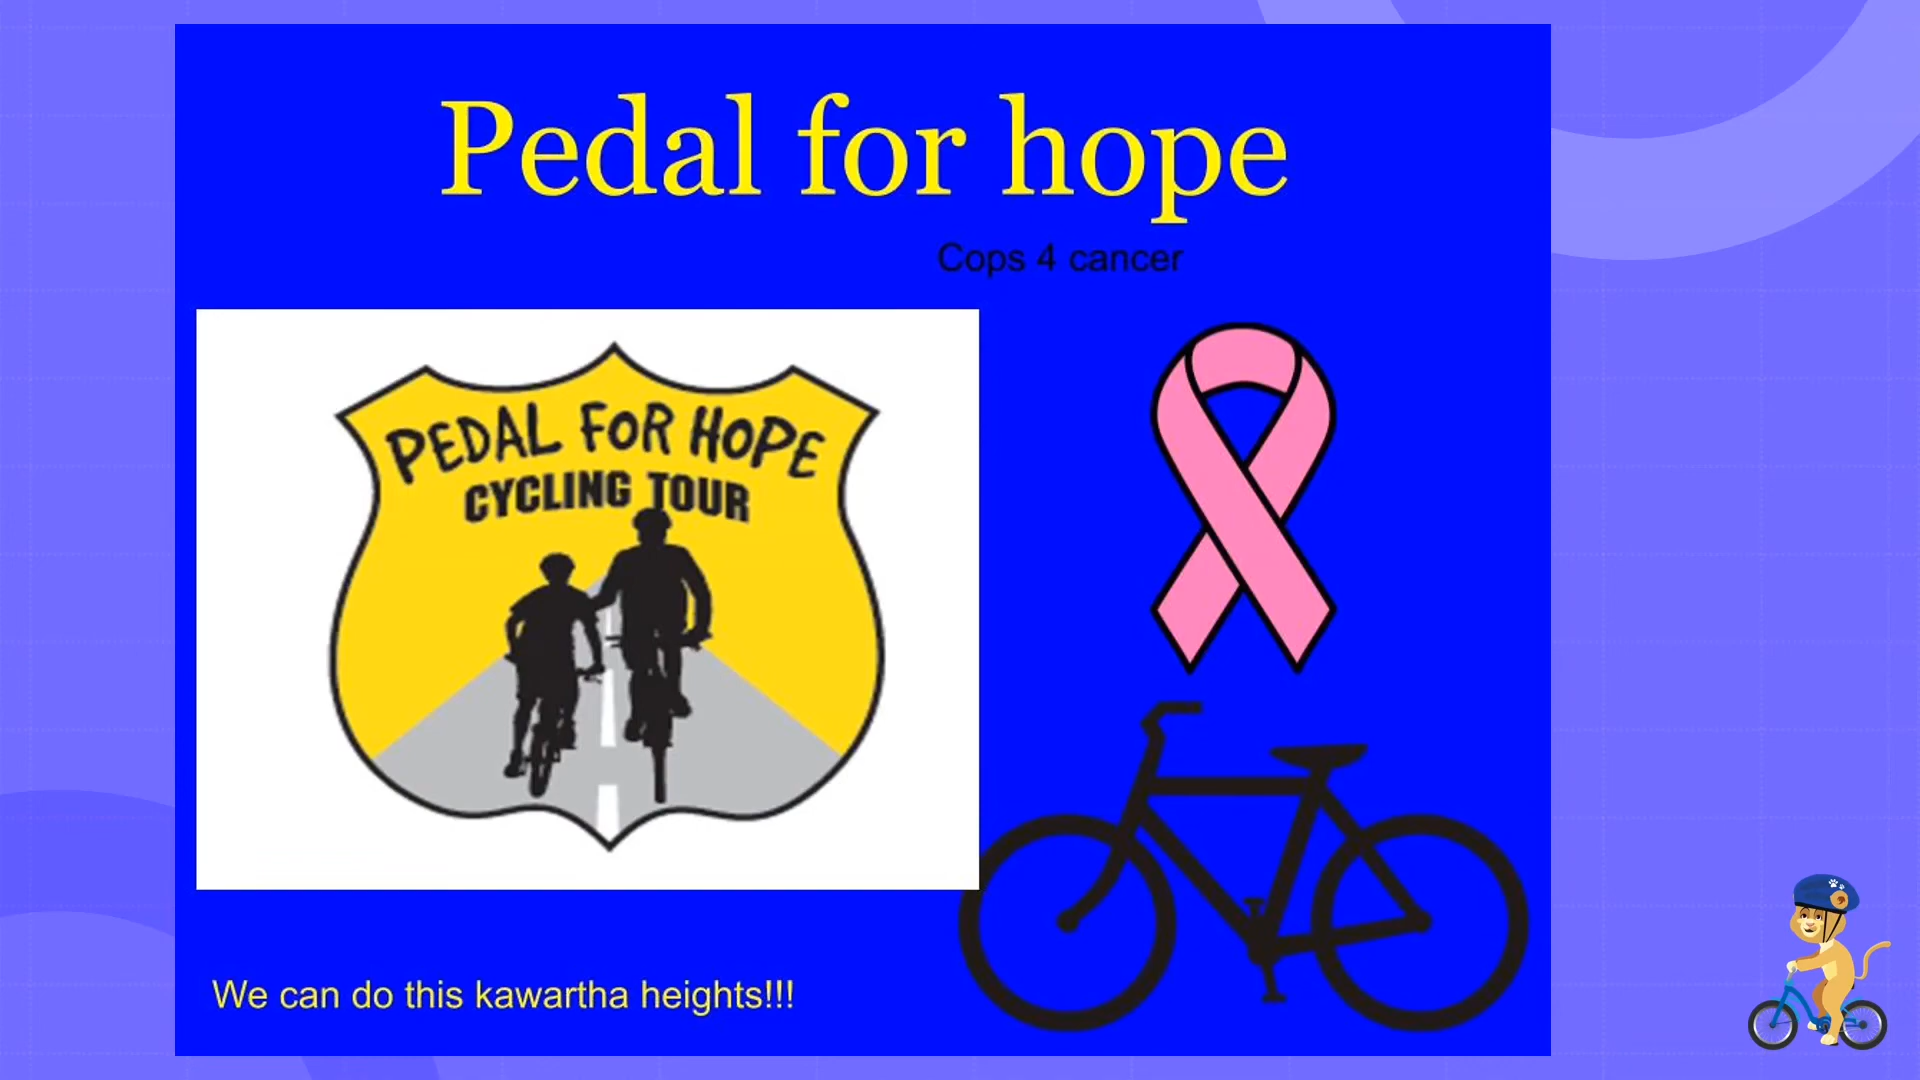 Pedal for hope
Cops 4 cancer
PEDAL FOR HOPE
CYCLING TOUR
We can do this kawartha heights!!!